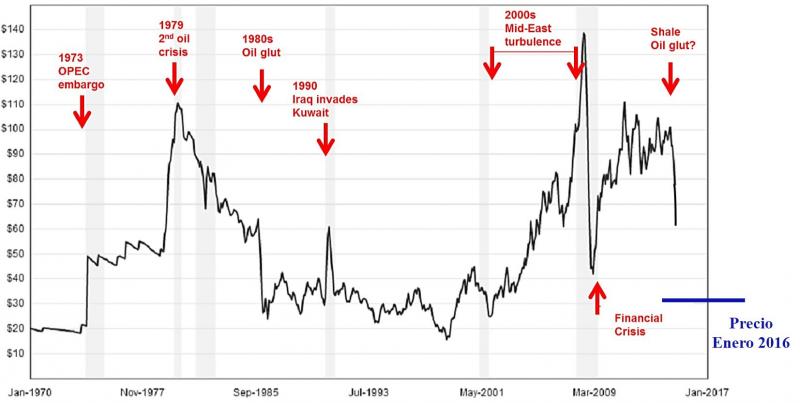 $140
$130
$120
$110
$100
$90
$80
$70
$60
$50
$40
$30
$20
$10
1973
OPEC
embargo
1979
2nd oil
crisis
1980s
Oil glut
1990
Iraq invades
Kuwait
2000s
Mid-East
turbulence
Shale
Oil glut?
Financial
Crisis
Precio
Enero 2016
Jan-1970
Nov-1977
Sep-1985
Jul-1993
May-2001
Mar-2009
Jan-2017